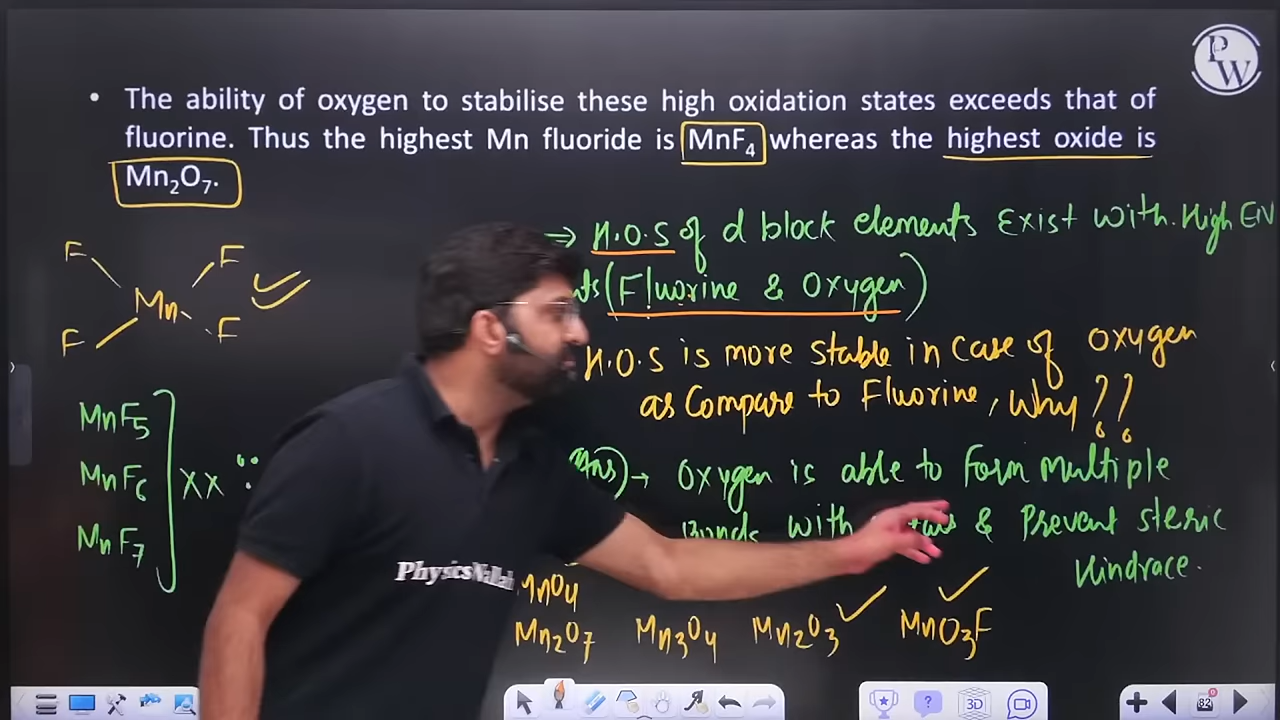 PW
• The ability of oxygen to stabilise these high oxidation states exceeds that of
fluorine. Thus the highest Mn fluoride is MnF₄ whereas the highest oxide is
Mn₂O₇.
⇒ H.O.S of d block elements Exist with High EN
(Fluorine & Oxygen)
H.O.S is more stable in case of oxygen
as Compare to Fluorine, Why??
Ans)→ Oxygen is able to form multiple
Bonds with & Prevent steric
Hindrace.
F F
Mn
F F
MnF₅
MnF₆ XX
MnF₇
MnO₄
Mn₂O₇ Mn₃O₄ Mn₂O₃ MnO₃F
PhysicsWallah
3D
82